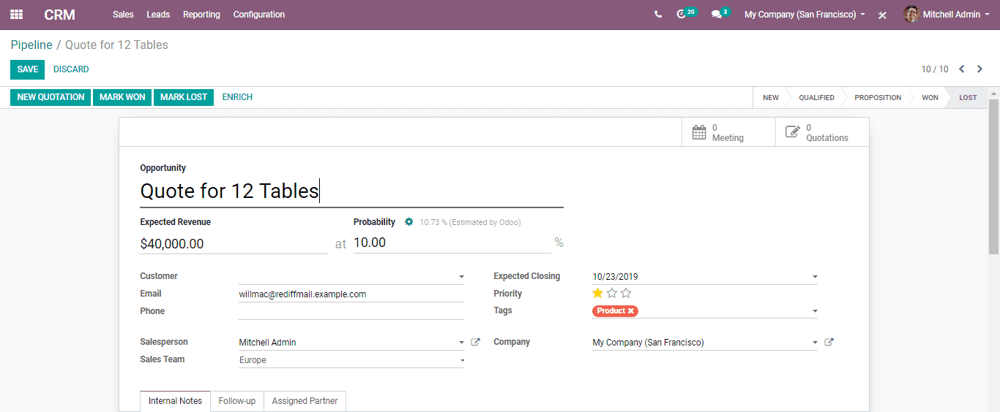 CRM Sales Leads Reporting Configuration 20 3 My Company (San Francisco) Mitchell Admin
Pipeline / Quote for 12 Tables
SAVE DISCARD 10 / 10
NEW QUOTATION MARK WON MARK LOST ENRICH NEW QUALIFIED PROPOSITION WON LOST
0 Meeting
0 Quotations
Opportunity
Quote for 12 Tables
Expected Revenue Probability 10.73 % (Estimated by Odoo)
$40,000.00 at 10.00 %
Customer
Email willmac@rediffmail.example.com
Phone
Expected Closing 10/23/2019
Priority
Tags Product ✖
Salesperson Mitchell Admin
Sales Team Europe
Company My Company (San Francisco)
Internal Notes Follow-up Assigned Partner